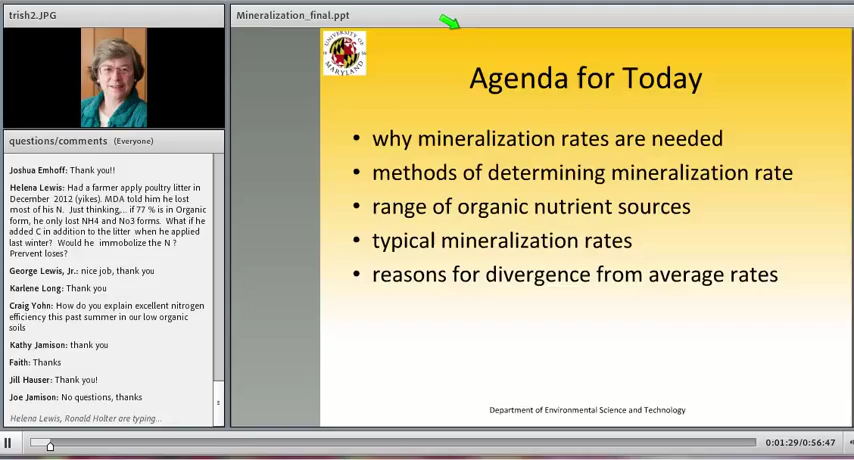 trish2.JPG
questions/comments (Everyone)
Joshua Emhoff: Thank you!!
Helena Lewis: Had a farmer apply poultry litter in
December 2012 (yikes). MDA told him he lost
most of his N. Just thinking,... if 77 % is in Organic
form, he only lost NH4 and No3 forms. What if he
added C in addition to the litter when he applied
last winter? Would he immobolize the N ?
Prervent loses?
George Lewis, Jr.: nice job, thank you
Karlene Long: Thank you
Craig Yohn: How do you explain excellent nitrogen
efficiency this past summer in our low organic
soils
Kathy Jamison: thank you
Faith: Thanks
Jill Hauser: Thank you!
Joe Jamison: No questions, thanks
Helena Lewis, Ronald Holter are typing...
Mineralization_final.ppt
UNIVERSITY OF
MARYLAND
Agenda for Today
• why mineralization rates are needed
• methods of determining mineralization rate
• range of organic nutrient sources
• typical mineralization rates
• reasons for divergence from average rates
Department of Environmental Science and Technology
0:01:29/0:56:47